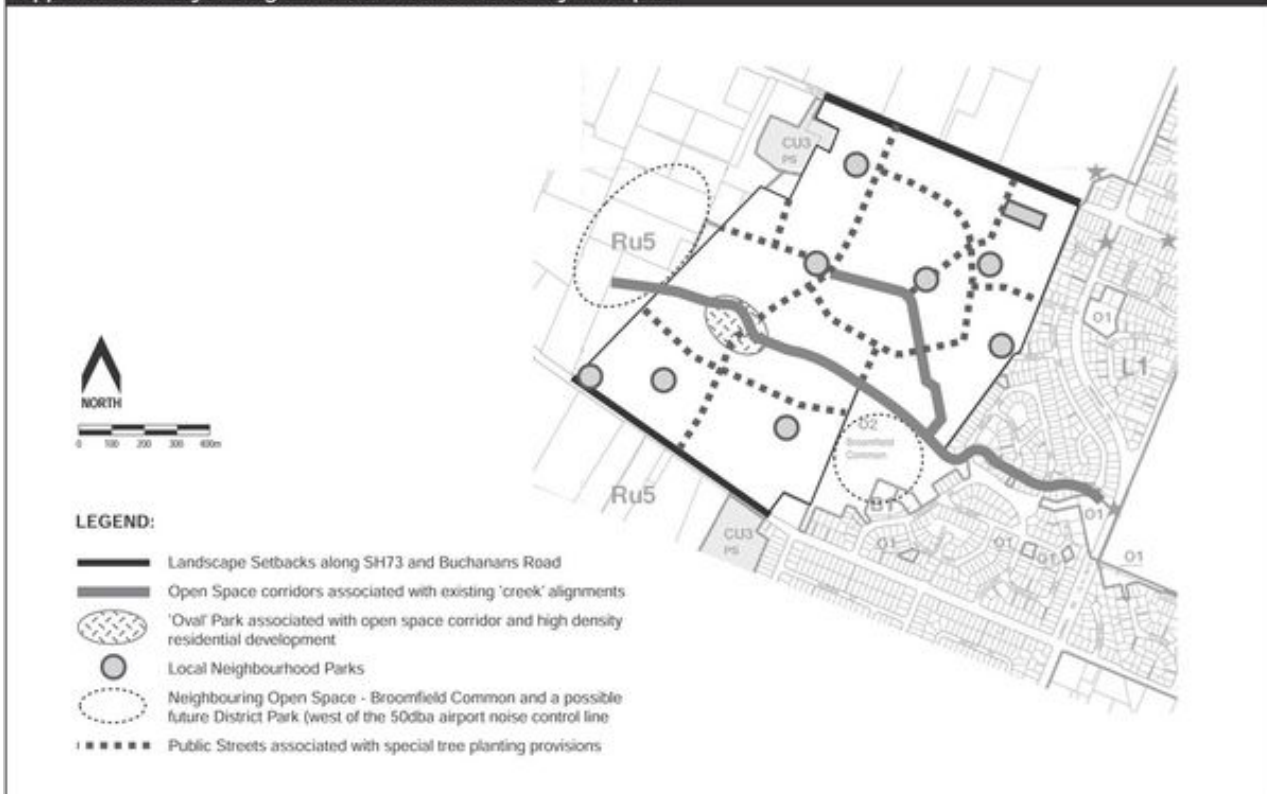 CU3
PS
Ru5
O1
L1
O2
Broomfield
Common
B1
Ru5
CU3
PS
O1
O1
O1
O1
O1
NORTH
0 100 200 300 400m
LEGEND:
Landscape Setbacks along SH73 and Buchanans Road
Open Space corridors associated with existing 'creek' alignments
'Oval' Park associated with open space corridor and high density
residential development
Local Neighbourhood Parks
Neighbouring Open Space - Broomfield Common and a possible
future District Park (west of the 50dba airport noise control line
Public Streets associated with special tree planting provisions